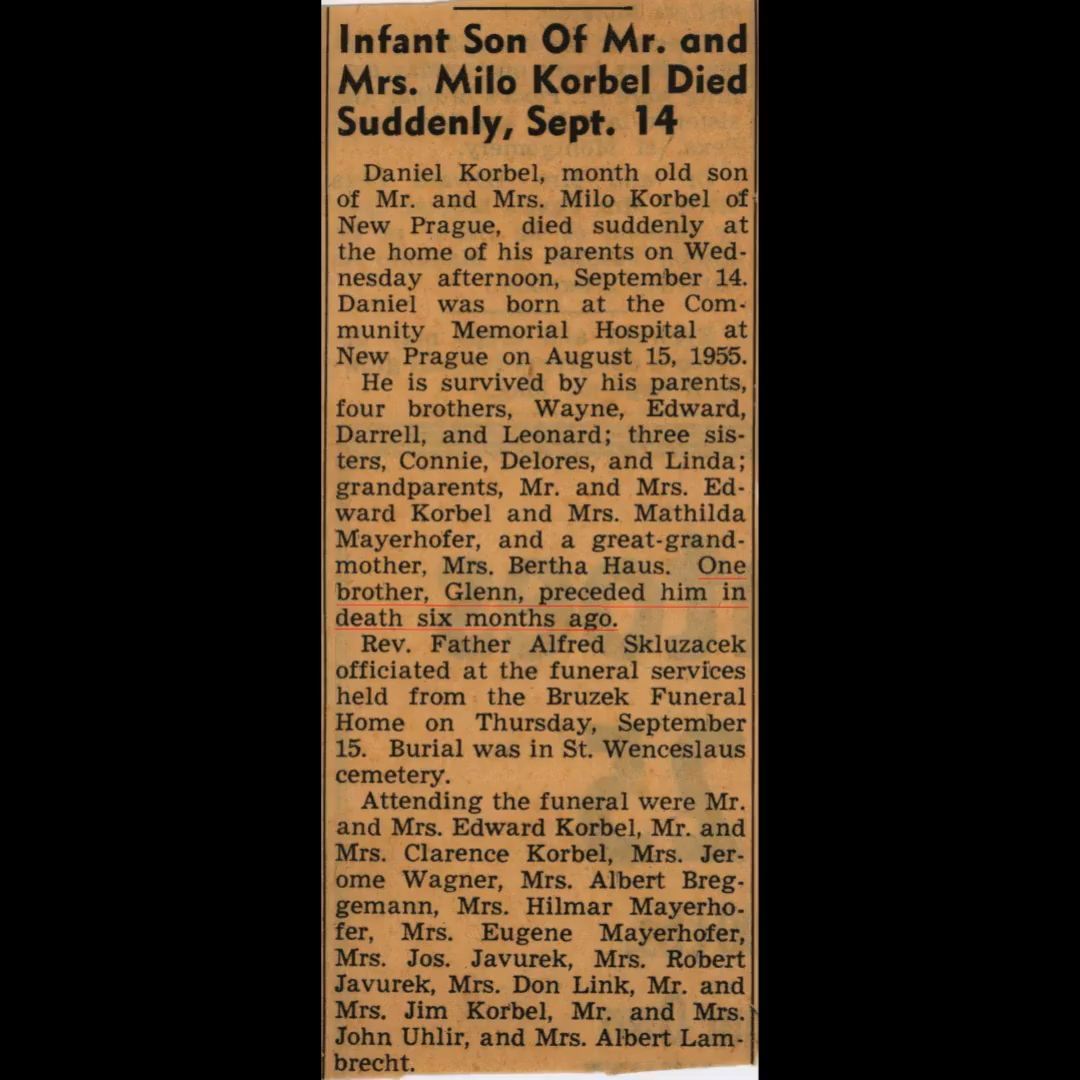 Infant Son Of Mr. and
Mrs. Milo Korbel Died
Suddenly, Sept. 14
Daniel Korbel, month old son
of Mr. and Mrs. Milo Korbel of
New Prague, died suddenly at
the home of his parents on Wed-
nesday afternoon, September 14.
Daniel was born at the Com-
munity Memorial Hospital at
New Prague on August 15, 1955.
He is survived by his parents,
four brothers, Wayne, Edward,
Darrell, and Leonard; three sis-
ters, Connie, Delores, and Linda;
grandparents, Mr. and Mrs. Ed-
ward Korbel and Mrs. Mathilda
Mayerhofer, and a great-grand-
mother, Mrs. Bertha Haus. One
brother, Glenn, preceded him in
death six months ago.
Rev. Father Alfred Skluzacek
officiated at the funeral services
held from the Bruzek Funeral
Home on Thursday, September
15. Burial was in St. Wenceslaus
cemetery.
Attending the funeral were Mr.
and Mrs. Edward Korbel, Mr. and
Mrs. Clarence Korbel, Mrs. Jer-
ome Wagner, Mrs. Albert Breg-
gemann, Mrs. Hilmar Mayerho-
fer, Mrs. Eugene Mayerhofer,
Mrs. Jos. Javurek, Mrs. Robert
Javurek, Mrs. Don Link, Mr. and
Mrs. Jim Korbel, Mr. and Mrs.
John Uhlir, and Mrs. Albert Lam-
brecht.